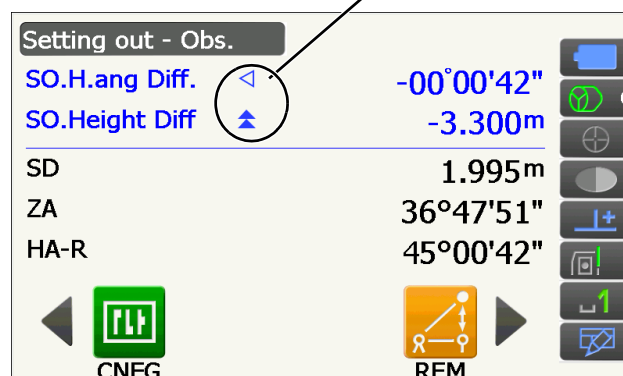 Setting out - Obs.
SO.H.ang Diff. -00°00'42"
SO.Height Diff -3.300m
SD 1.995m
ZA 36°47'51"
HA-R 45°00'42"
CNFG REM
1